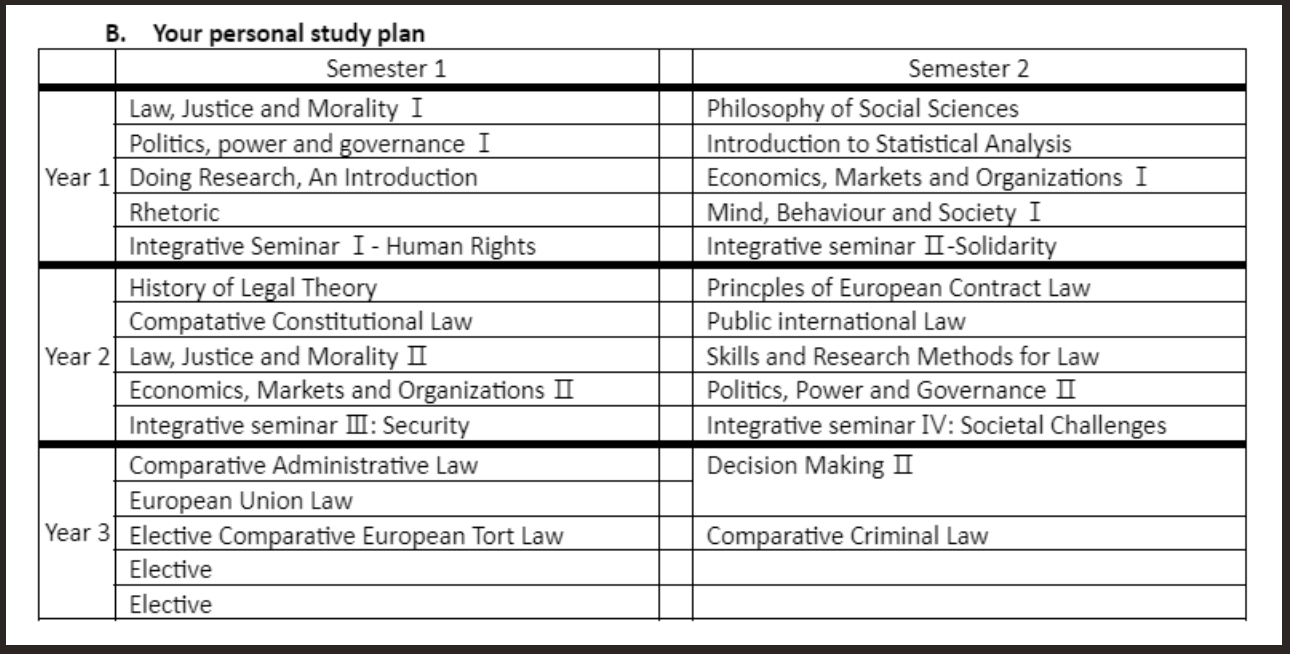 B. Your personal study plan
Semester 1 Semester 2
Law, Justice and Morality I Philosophy of Social Sciences
Politics, power and governance I Introduction to Statistical Analysis
Year 1 Doing Research, An Introduction Economics, Markets and Organizations I
Rhetoric Mind, Behaviour and Society I
Integrative Seminar I - Human Rights Integrative seminar II-Solidarity
History of Legal Theory Princples of European Contract Law
Compatative Constitutional Law Public international Law
Year 2 Law, Justice and Morality II Skills and Research Methods for Law
Economics, Markets and Organizations II Politics, Power and Governance II
Integrative seminar III: Security Integrative seminar IV: Societal Challenges
Comparative Administrative Law Decision Making II
European Union Law
Year 3 Elective Comparative European Tort Law Comparative Criminal Law
Elective
Elective